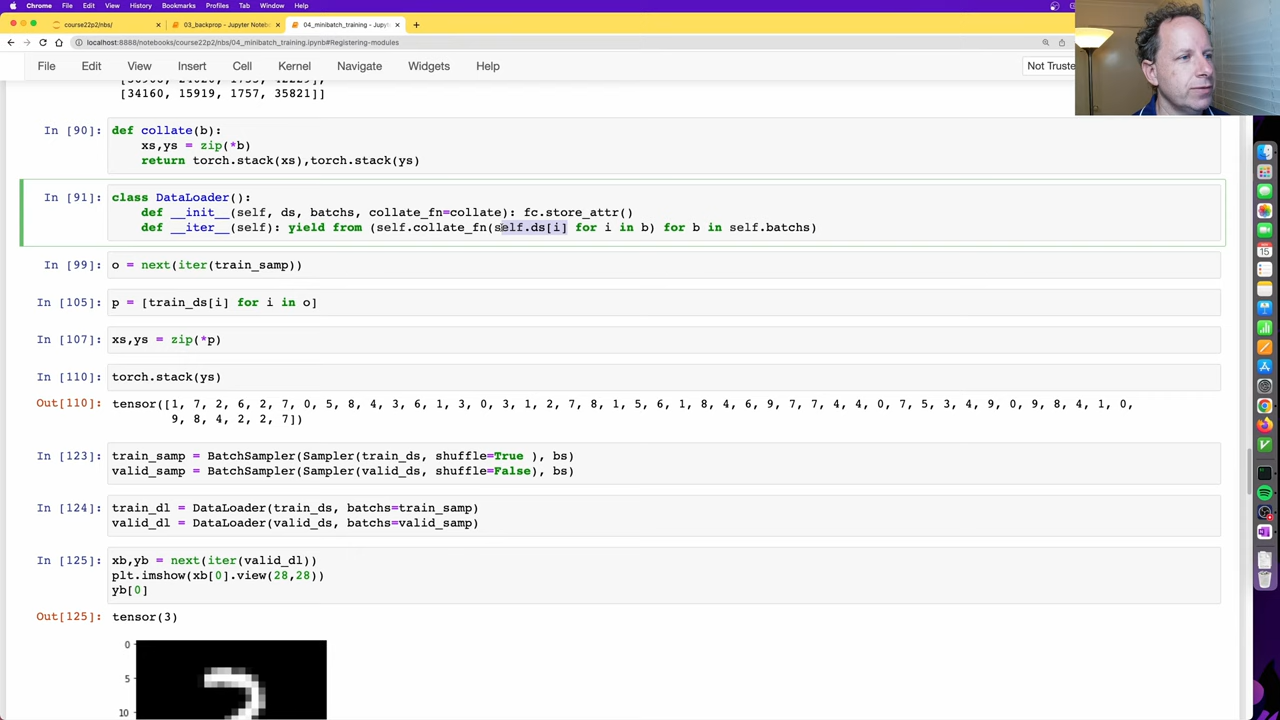 Chrome File Edit View History Bookmarks Profiles Tab Window Help
course22p2/nbs/
03_backprop - Jupyter Noteb
04_minibatch_training - Jupyt
localhost:8888/notebooks/course22p2/nbs/04_minibatch_training.ipynb#Registering-modules
File Edit View Insert Cell Kernel Navigate Widgets Help
Not Truste
[34160, 15919, 1757, 35821]]
In [90]: def collate(b):
xs,ys = zip(*b)
return torch.stack(xs),torch.stack(ys)
In [91]: class DataLoader():
def __init__(self, ds, batchs, collate_fn=collate): fc.store_attr()
def __iter__(self): yield from (self.collate_fn(self.ds[i] for i in b) for b in self.batchs)
In [99]: o = next(iter(train_samp))
In [105]: p = [train_ds[i] for i in o]
In [107]: xs,ys = zip(*p)
In [110]: torch.stack(ys)
Out[110]: tensor([1, 7, 2, 6, 2, 7, 0, 5, 8, 4, 3, 6, 1, 3, 0, 3, 1, 2, 7, 8, 1, 5, 6, 1, 8, 4, 6, 9, 7, 7, 4, 4, 0, 7, 5, 3, 4, 9, 0, 9, 8, 4, 1, 0,
9, 8, 4, 2, 2, 7])
In [123]: train_samp = BatchSampler(Sampler(train_ds, shuffle=True ), bs)
valid_samp = BatchSampler(Sampler(valid_ds, shuffle=False), bs)
In [124]: train_dl = DataLoader(train_ds, batchs=train_samp)
valid_dl = DataLoader(valid_ds, batchs=valid_samp)
In [125]: xb,yb = next(iter(valid_dl))
plt.imshow(xb[0].view(28,28))
yb[0]
Out[125]: tensor(3)
0
5
10
15